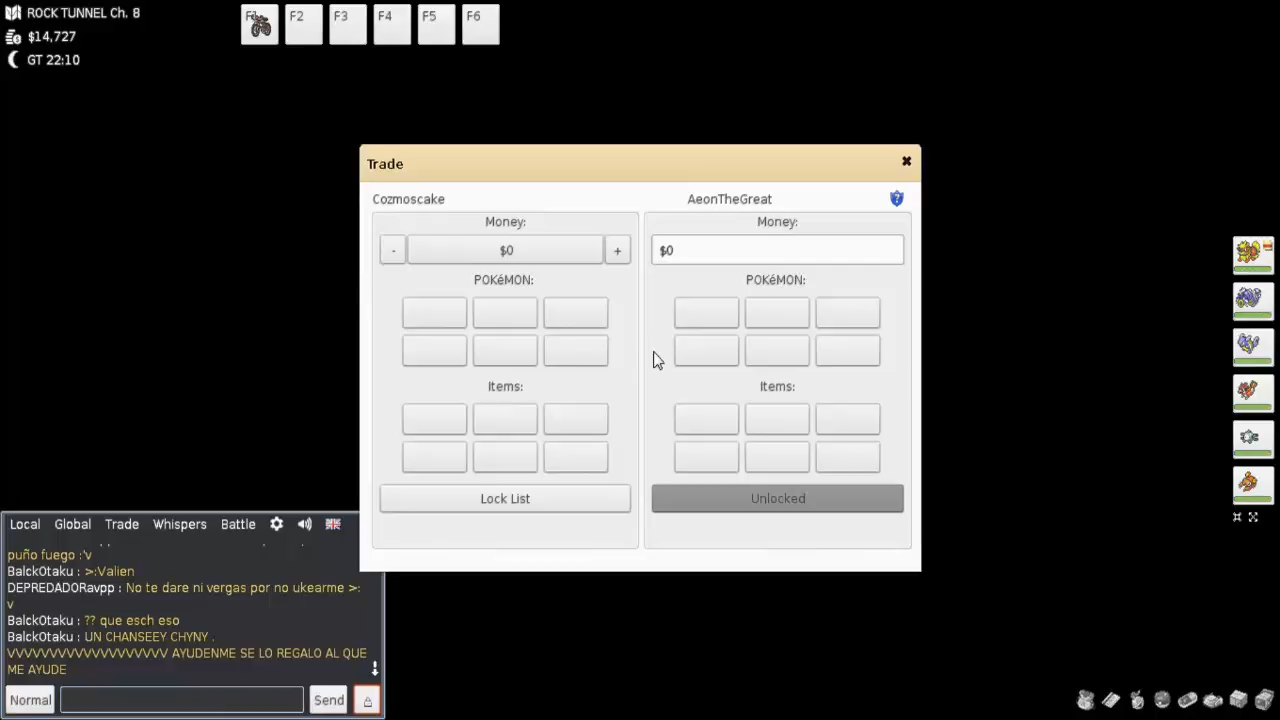 ROCK TUNNEL Ch. 8
$14,727
GT 22:10
F1 F2 F3 F4 F5 F6
Trade
Cozmoscake
Money:
- $0 +
POKéMON:
Items:
Lock List
AeonTheGreat
Money:
$0
POKéMON:
Items:
Unlocked
Local Global Trade Whispers Battle
puño fuego :'v
BalckOtaku : >:Valien
DEPREDADORavpp : No te dare ni vergas por no ukearme >:
v
BalckOtaku : ?? que esch eso
BalckOtaku : UN CHANSEEY CHYNY .
VVVVVVVVVVVVVVVVVVV AYUDENME SE LO REGALO AL QUE
ME AYUDE
Normal Send